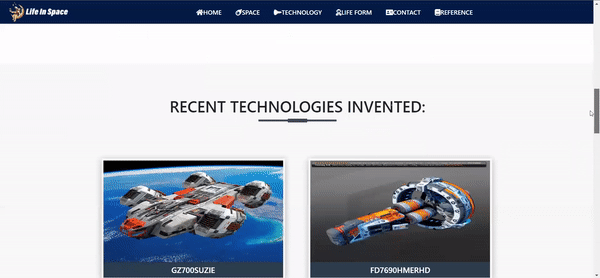 Life In Space
HOME SPACE TECHNOLOGY LIFE FORM CONTACT REFERENCE
RECENT TECHNOLOGIES INVENTED:
GZ700SUZIE FD7690HMERHD